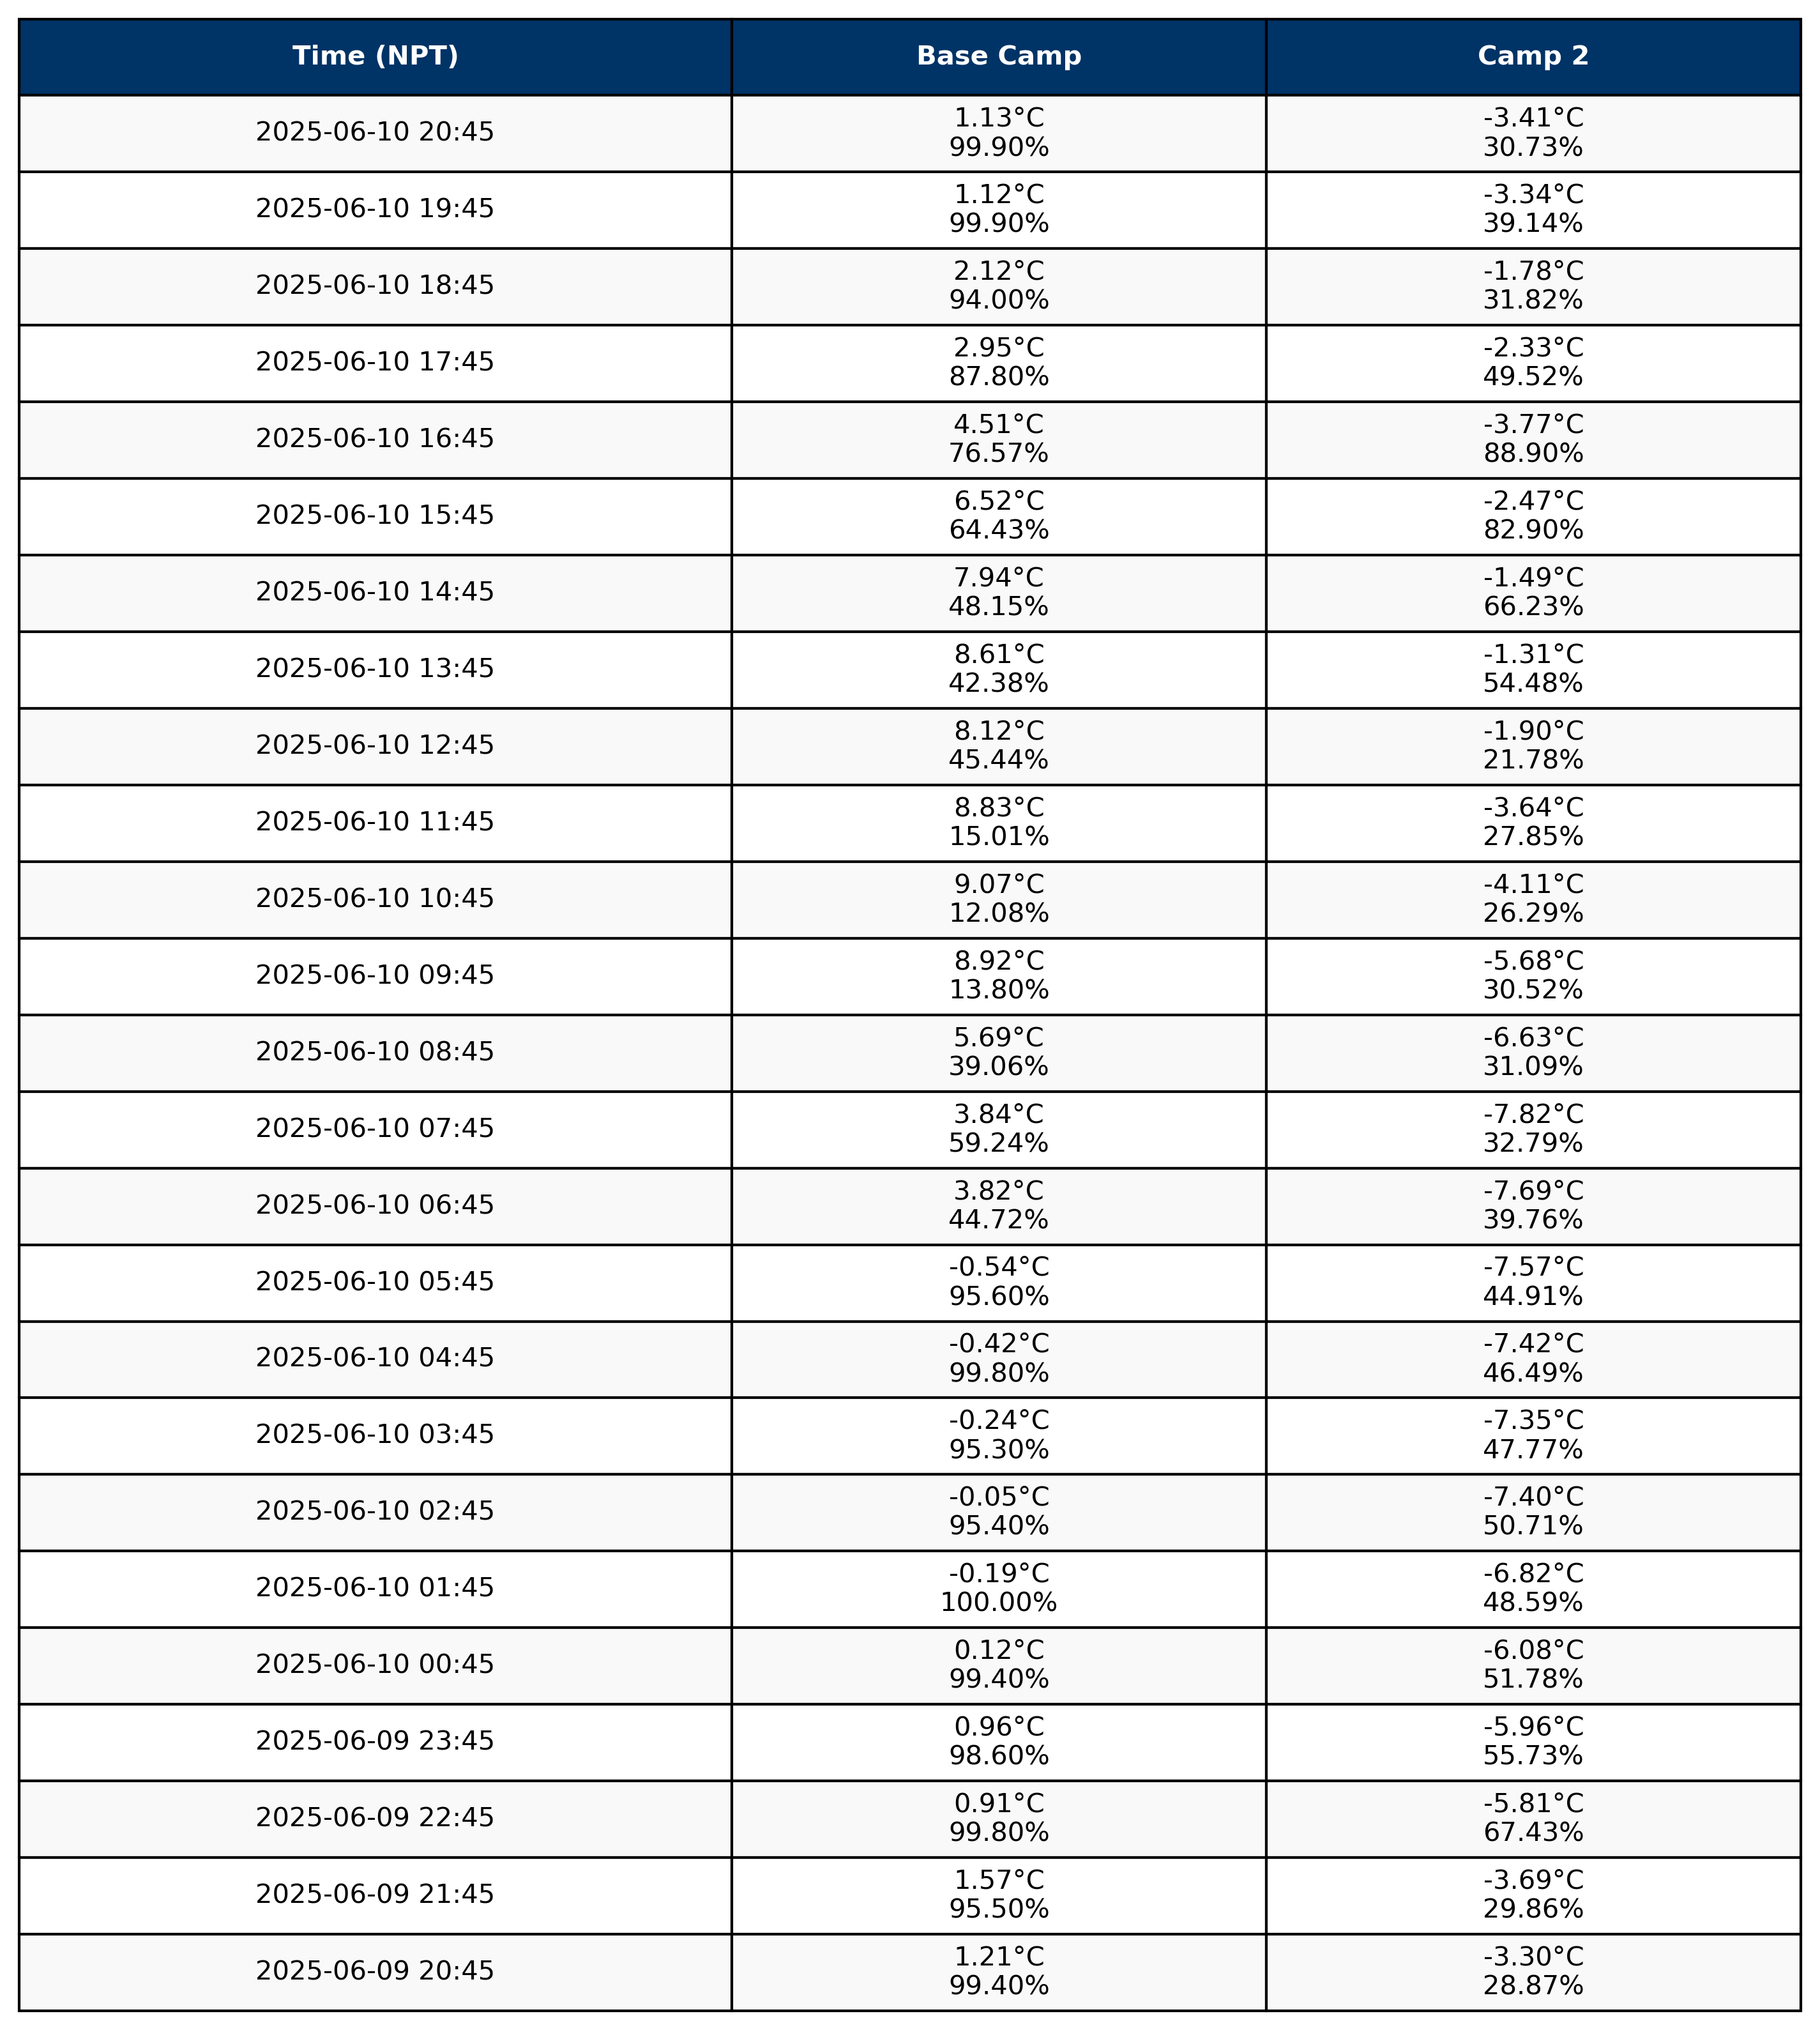 Time (NPT) Base Camp Camp 2
2025-06-10 20:45
1.13°C
99.90%
-3.41°C
30.73%
2025-06-10 19:45
1.12°C
99.90%
-3.34°C
39.14%
2025-06-10 18:45
2.12°C
94.00%
-1.78°C
31.82%
2025-06-10 17:45
2.95°C
87.80%
-2.33°C
49.52%
2025-06-10 16:45
4.51°C
76.57%
-3.77°C
88.90%
2025-06-10 15:45
6.52°C
64.43%
-2.47°C
82.90%
2025-06-10 14:45
7.94°C
48.15%
-1.49°C
66.23%
2025-06-10 13:45
8.61°C
42.38%
-1.31°C
54.48%
2025-06-10 12:45
8.12°C
45.44%
-1.90°C
21.78%
2025-06-10 11:45
8.83°C
15.01%
-3.64°C
27.85%
2025-06-10 10:45
9.07°C
12.08%
-4.11°C
26.29%
2025-06-10 09:45
8.92°C
13.80%
-5.68°C
30.52%
2025-06-10 08:45
5.69°C
39.06%
-6.63°C
31.09%
2025-06-10 07:45
3.84°C
59.24%
-7.82°C
32.79%
2025-06-10 06:45
3.82°C
44.72%
-7.69°C
39.76%
2025-06-10 05:45
-0.54°C
95.60%
-7.57°C
44.91%
2025-06-10 04:45
-0.42°C
99.80%
-7.42°C
46.49%
2025-06-10 03:45
-0.24°C
95.30%
-7.35°C
47.77%
2025-06-10 02:45
-0.05°C
95.40%
-7.40°C
50.71%
2025-06-10 01:45
-0.19°C
100.00%
-6.82°C
48.59%
2025-06-10 00:45
0.12°C
99.40%
-6.08°C
51.78%
2025-06-09 23:45
0.96°C
98.60%
-5.96°C
55.73%
2025-06-09 22:45
0.91°C
99.80%
-5.81°C
67.43%
2025-06-09 21:45
1.57°C
95.50%
-3.69°C
29.86%
2025-06-09 20:45
1.21°C
99.40%
-3.30°C
28.87%